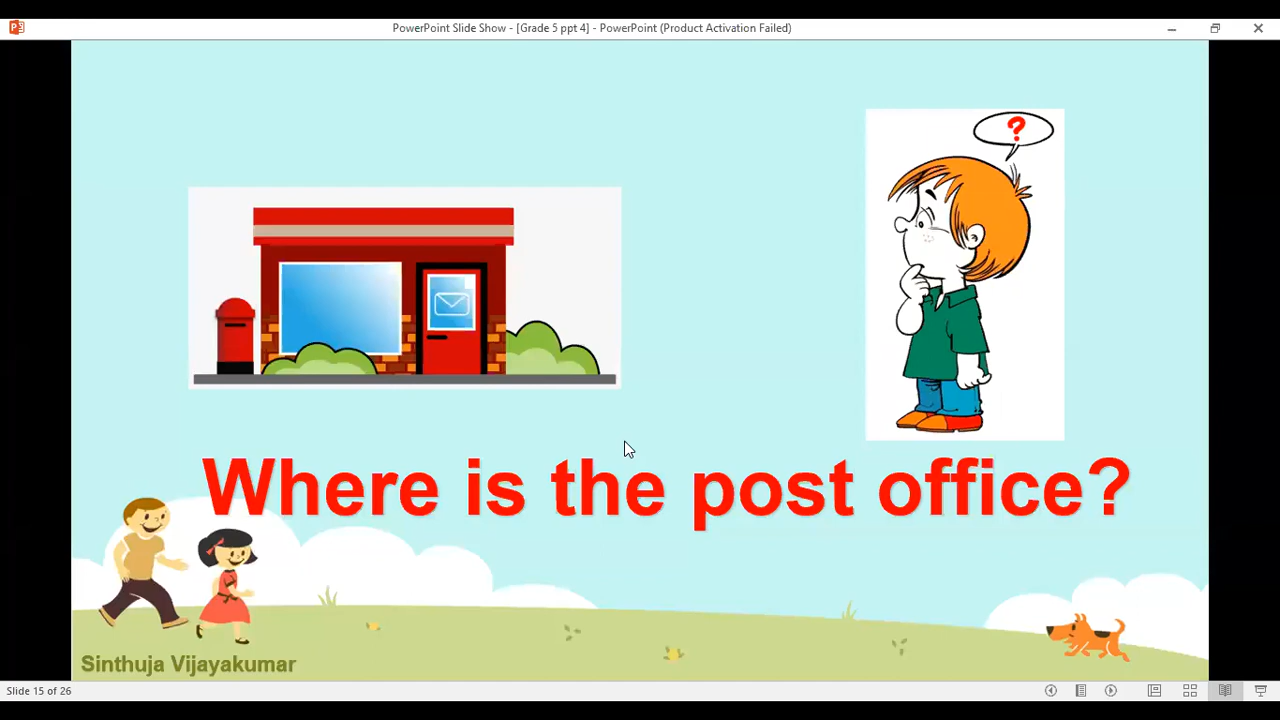 PowerPoint Slide Show - [Grade 5 ppt 4] - PowerPoint (Product Activation Failed)
?
Where is the post office?
Sinthuja Vijayakumar
Slide 15 of 26